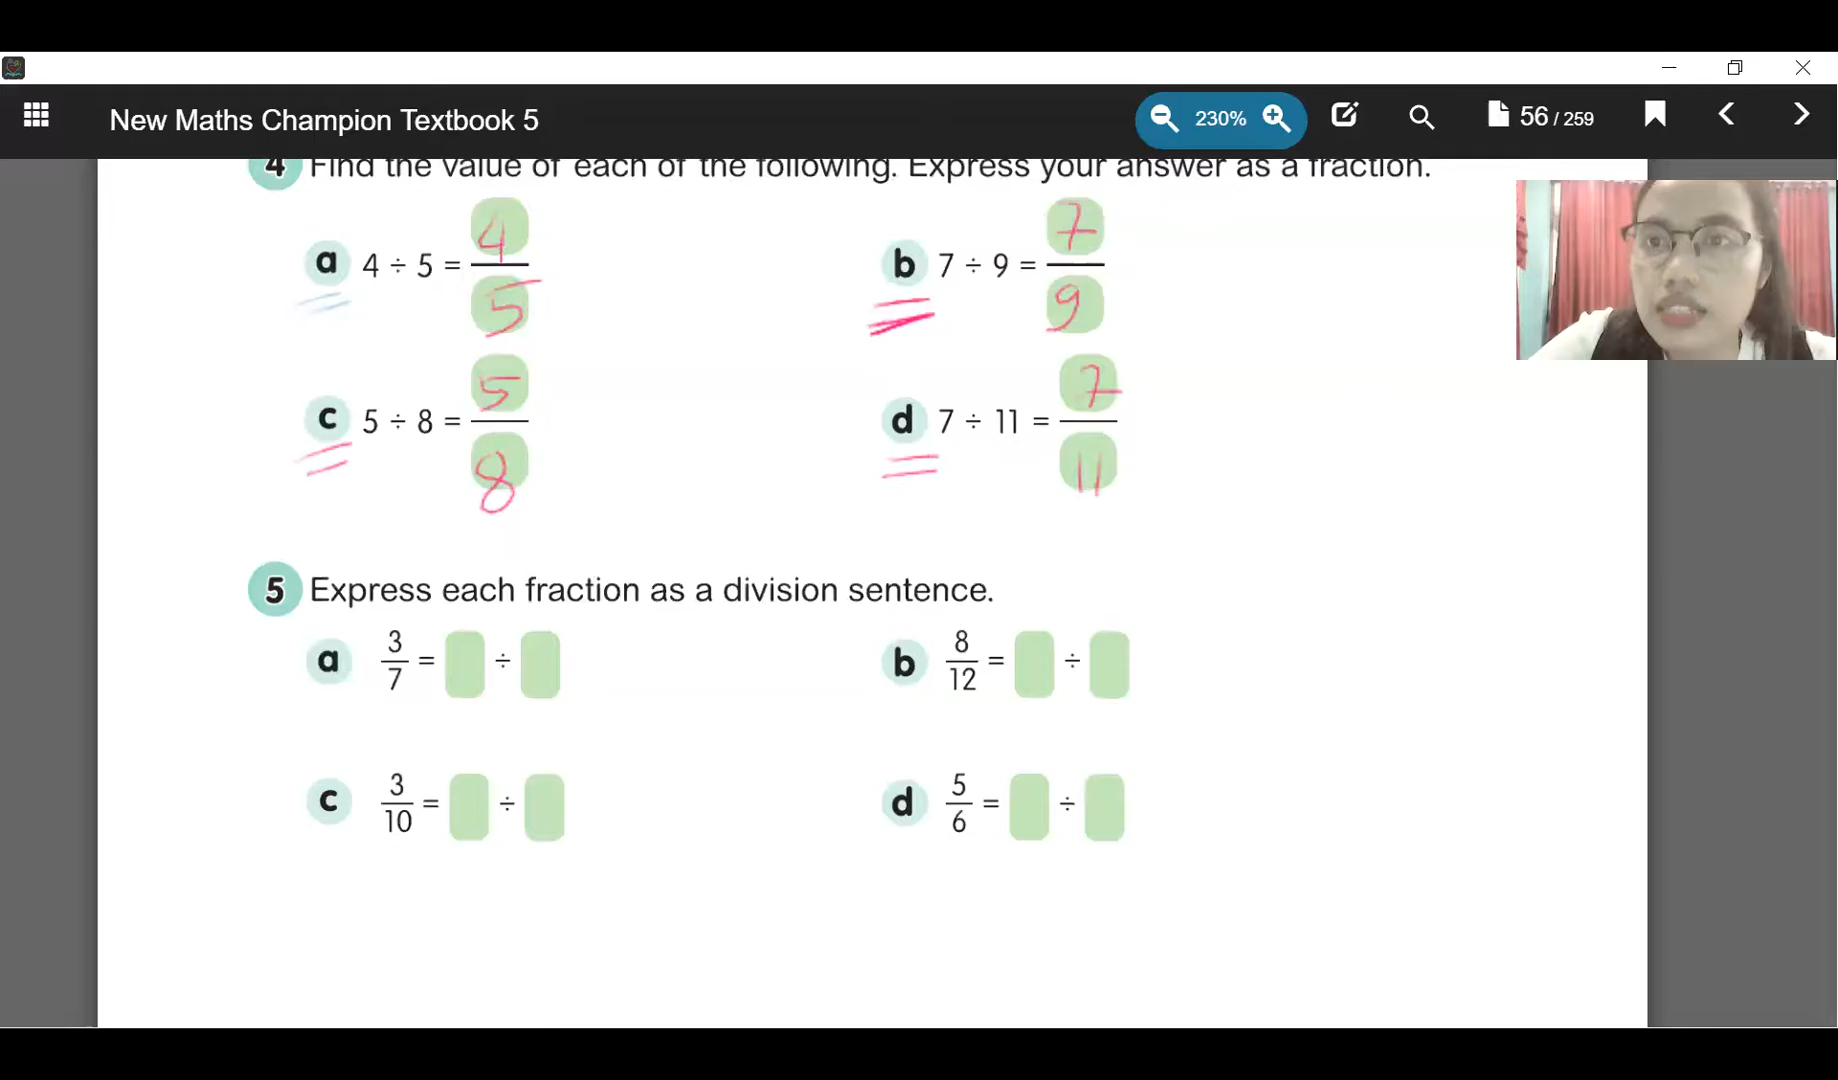 New Maths Champion Textbook 5
230%
56 / 259
4 Find the value of each of the following. Express your answer as a fraction.
a 4 ÷ 5 = 4/5
b 7 ÷ 9 = 7/9
c 5 ÷ 8 = 5/8
d 7 ÷ 11 = 7/11
5 Express each fraction as a division sentence.
a 3/7 = ÷
b 8/12 = ÷
c 3/10 = ÷
d 5/6 = ÷